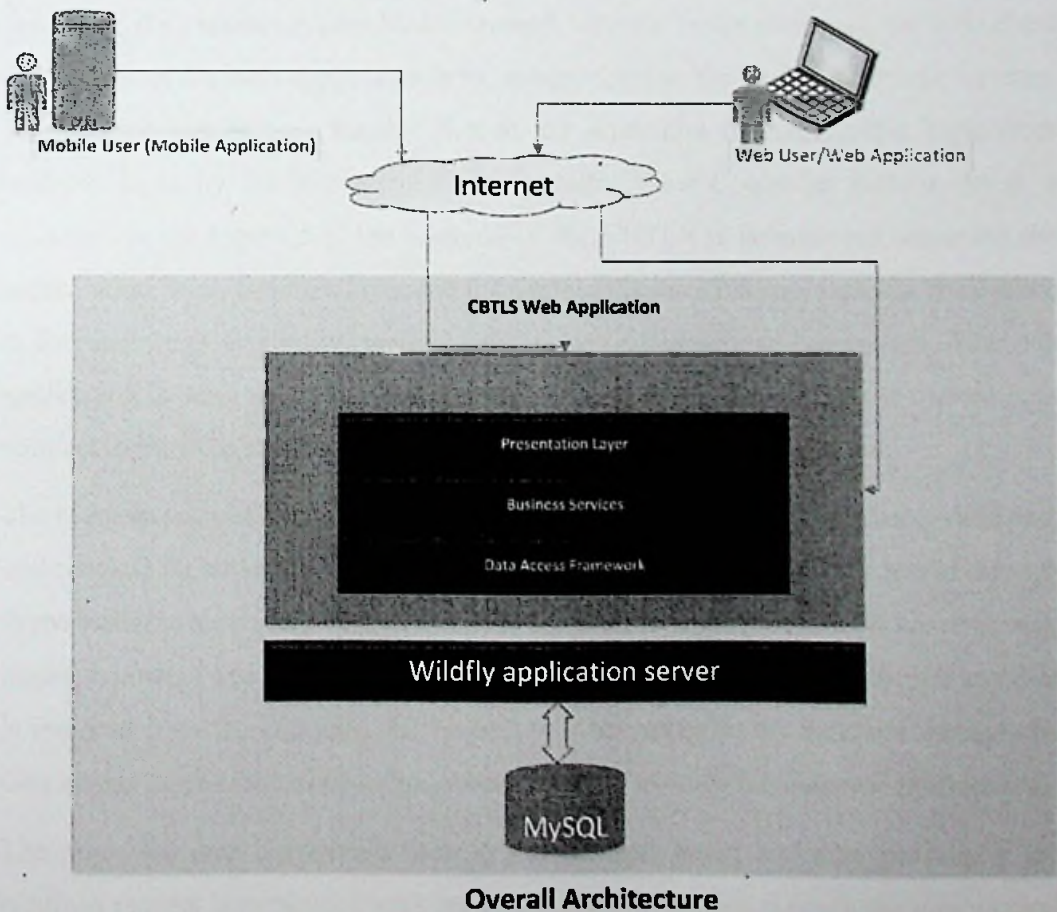 Mobile User (Mobile Application)
Web User/Web Application
Internet
CBTLS Web Application
Presentation Layer
Business Services
Data Access Framework
Wildfly application server
MySQL
Overall Architecture